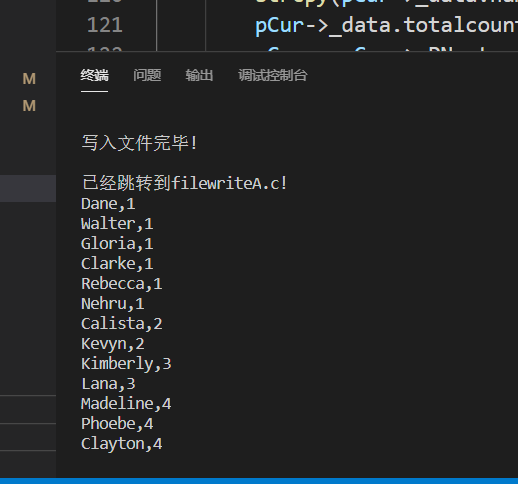 121
pCur->_data.totalcount
M
M
终端 问题 输出 调试控制台
写入文件完毕!
已经跳转到filewriteA.c!
Dane,1
Walter,1
Gloria,1
Clarke,1
Rebecca,1
Nehru,1
Calista,2
Kevyn,2
Kimberly,3
Lana,3
Madeline,4
Phoebe,4
Clayton,4